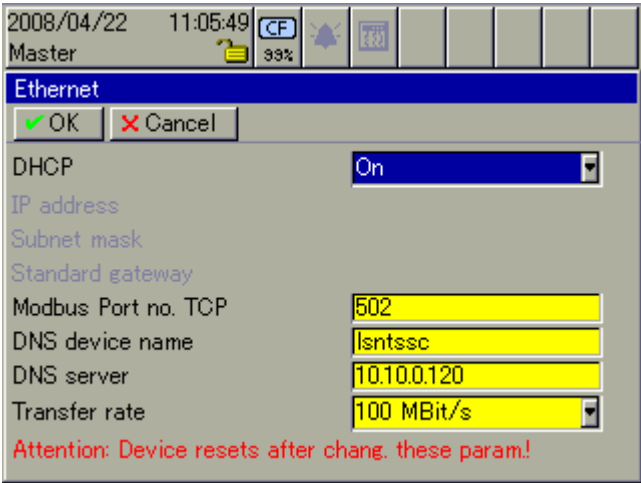 2008/04/22 11:05:49 CF
Master 99%
Ethernet
OK Cancel
DHCP On
IP address
Subnet mask
Standard gateway
Modbus Port no. TCP 502
DNS device name lsntssc
DNS server 10.10.0.120
Transfer rate 100 MBit/s
Attention: Device resets after chang. these param.!